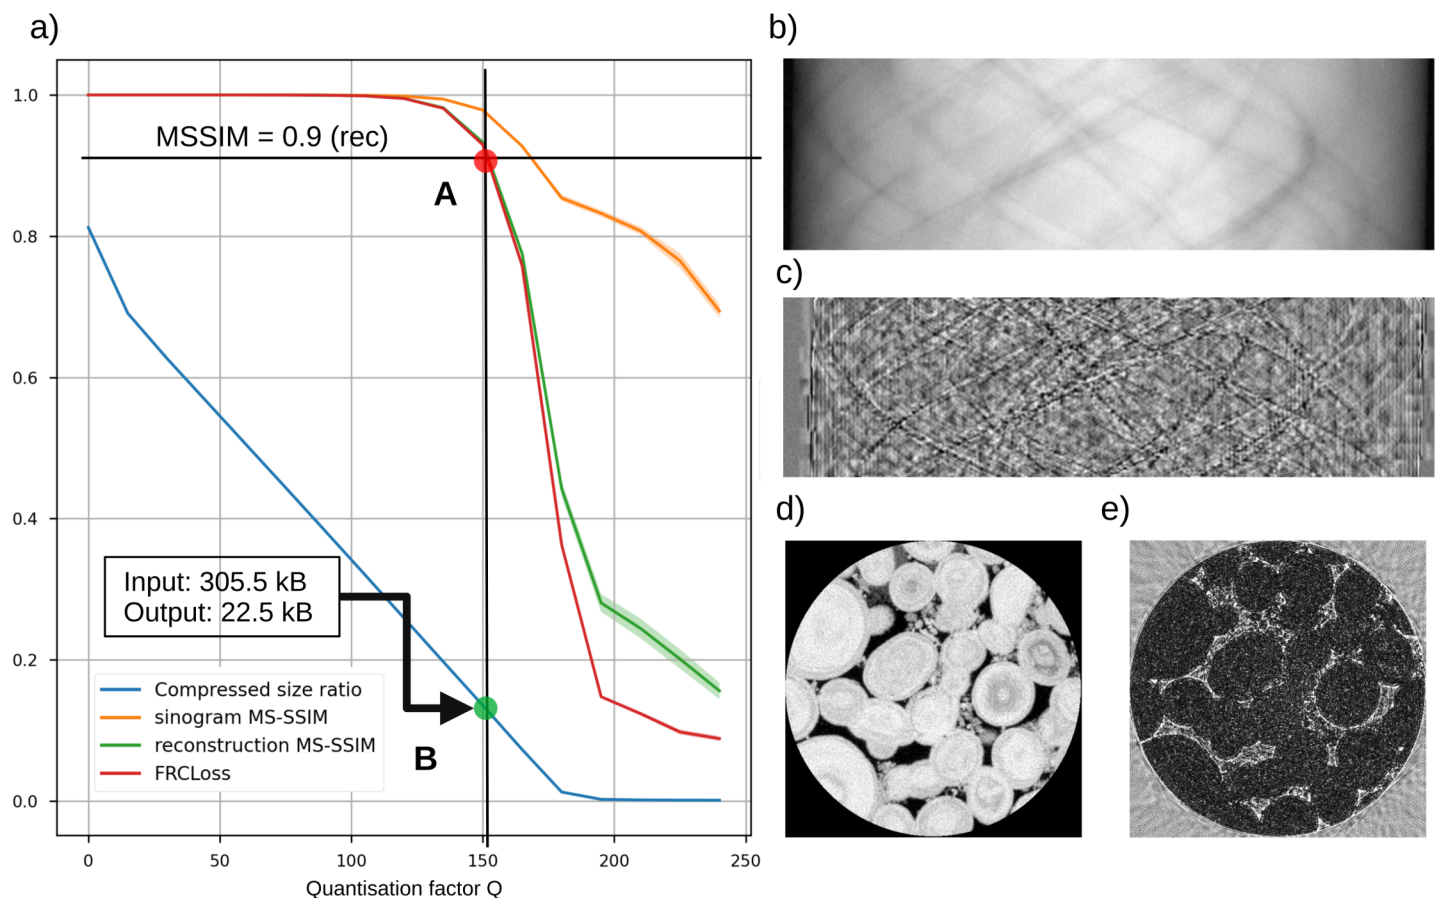 a)
1.0
0.8
0.6
0.4
0.2
0.0
MSSIM = 0.9 (rec)
A
Input: 305.5 kB
Output: 22.5 kB
B
Compressed size ratio
sinogram MS-SSIM
reconstruction MS-SSIM
FRCLoss
0 50 100 150 200 250
Quantisation factor Q
b)
c)
d)
e)